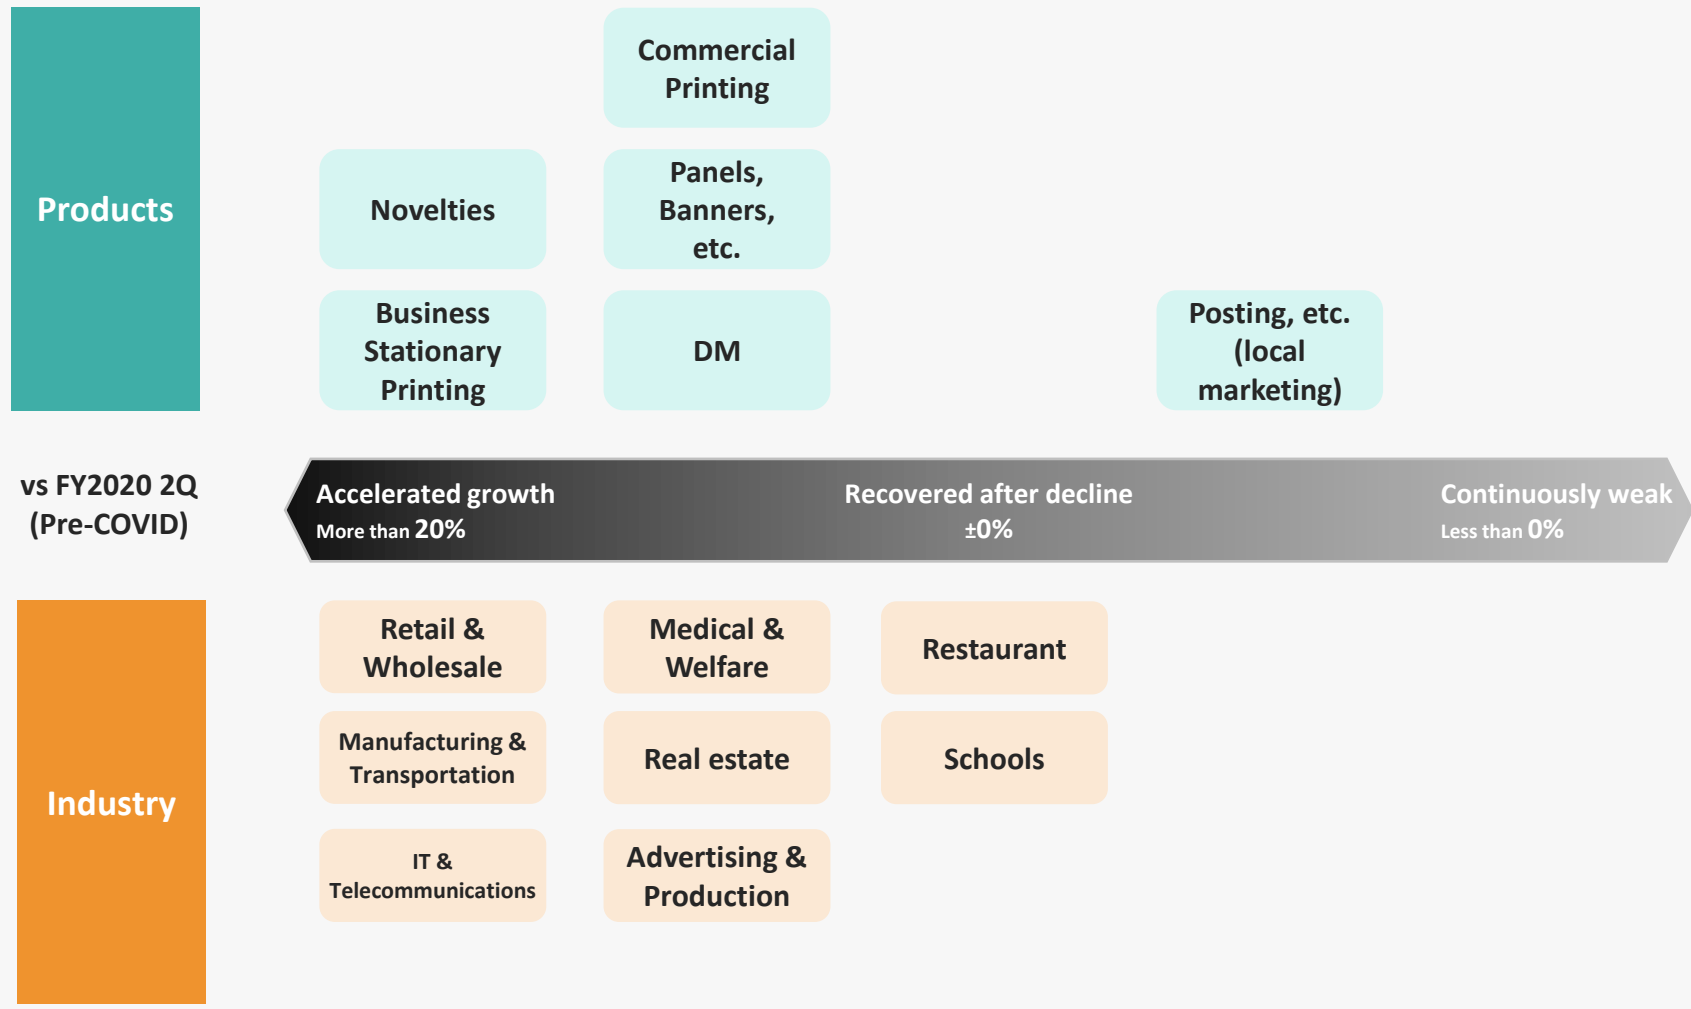 Products
Commercial
Printing
Novelties
Panels,
Banners,
etc.
Business
Stationary
Printing
DM
Posting, etc.
(local
marketing)
vs FY2020 2Q
(Pre-COVID)
Accelerated growth
More than 20%
Recovered after decline
±0%
Continuously weak
Less than 0%
Industry
Retail &
Wholesale
Medical &
Welfare
Restaurant
Manufacturing &
Transportation
Real estate
Schools
IT &
Telecommunications
Advertising &
Production